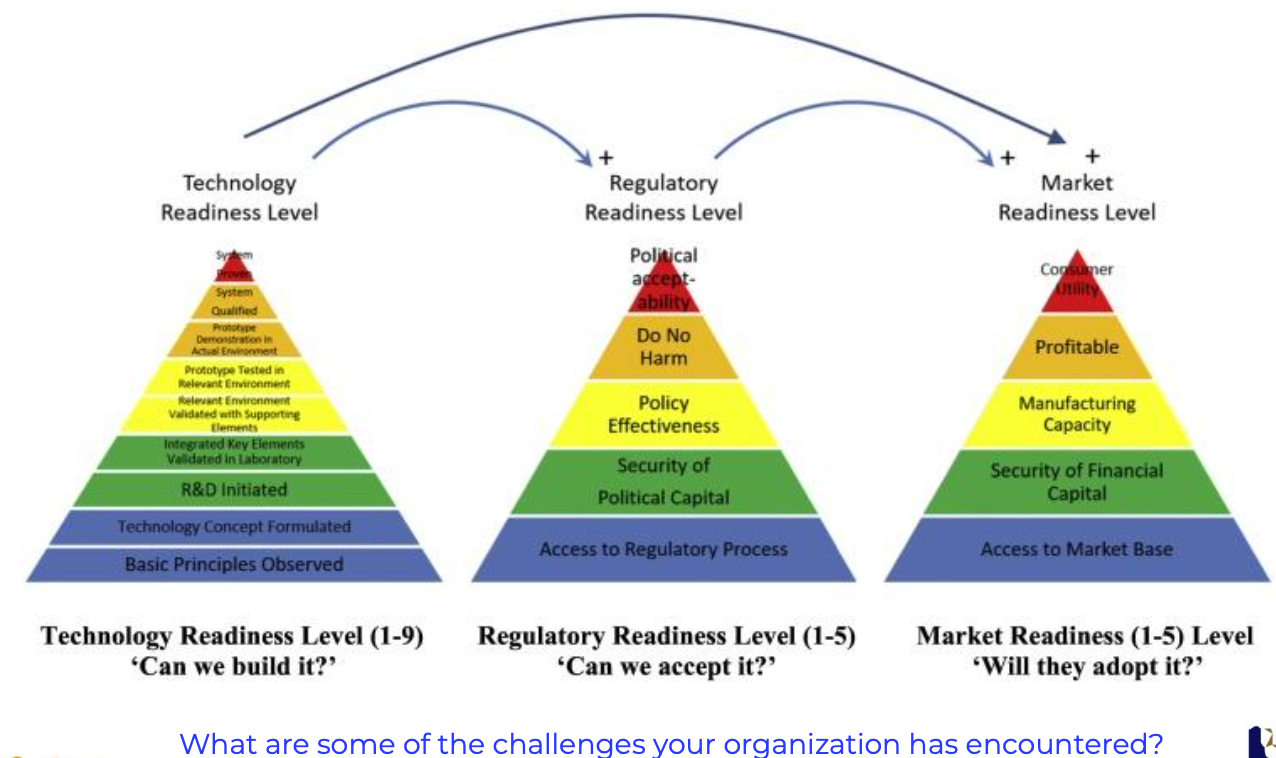 +
+
+
Technology
Readiness Level
Regulatory
Readiness Level
Market
Readiness Level
System
Proven
System
Qualified
Prototype
Demonstration In
Actual Environment
Prototype Tested in
Relevant Environment
Relevant Environment
Validated with Supporting
Elements
Integrated Key Elements
Validated in Laboratory
R&D Initiated
Technology Concept Formulated
Basic Principles Observed
Political
accept-
ability
Do No
Harm
Policy
Effectiveness
Security of
Political Capital
Access to Regulatory Process
Consumer
Utility
Profitable
Manufacturing
Capacity
Security of Financial
Capital
Access to Market Base
Technology Readiness Level (1-9)
‘Can we build it?’
Regulatory Readiness Level (1-5)
‘Can we accept it?’
Market Readiness (1-5) Level
‘Will they adopt it?’
What are some of the challenges your organization has encountered?